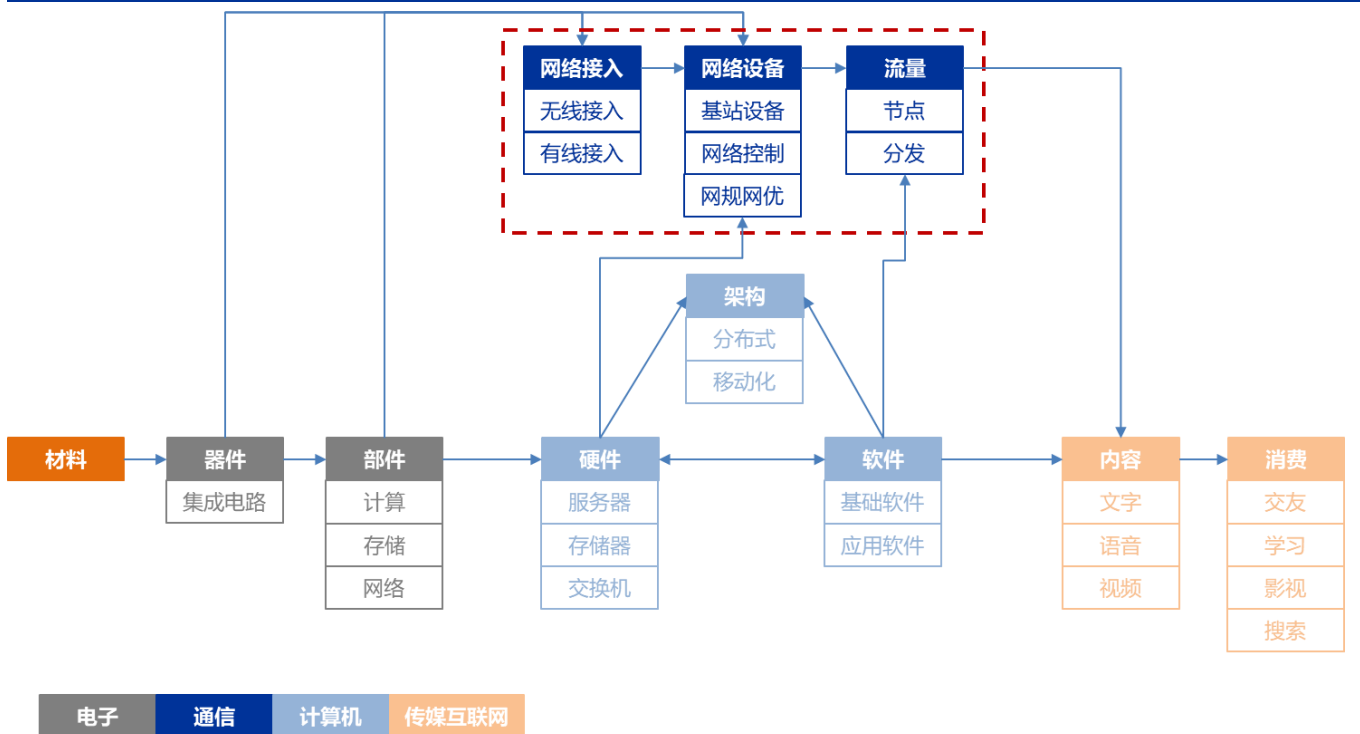 网络接入
无线接入
有线接入
网络设备
基站设备
网络控制
网规网优
流量
节点
分发
架构
分布式
移动化
材料
器件
集成电路
部件
计算
存储
网络
硬件
服务器
存储器
交换机
软件
基础软件
应用软件
内容
文字
语音
视频
消费
交友
学习
影视
搜索
电子
通信
计算机
传媒互联网